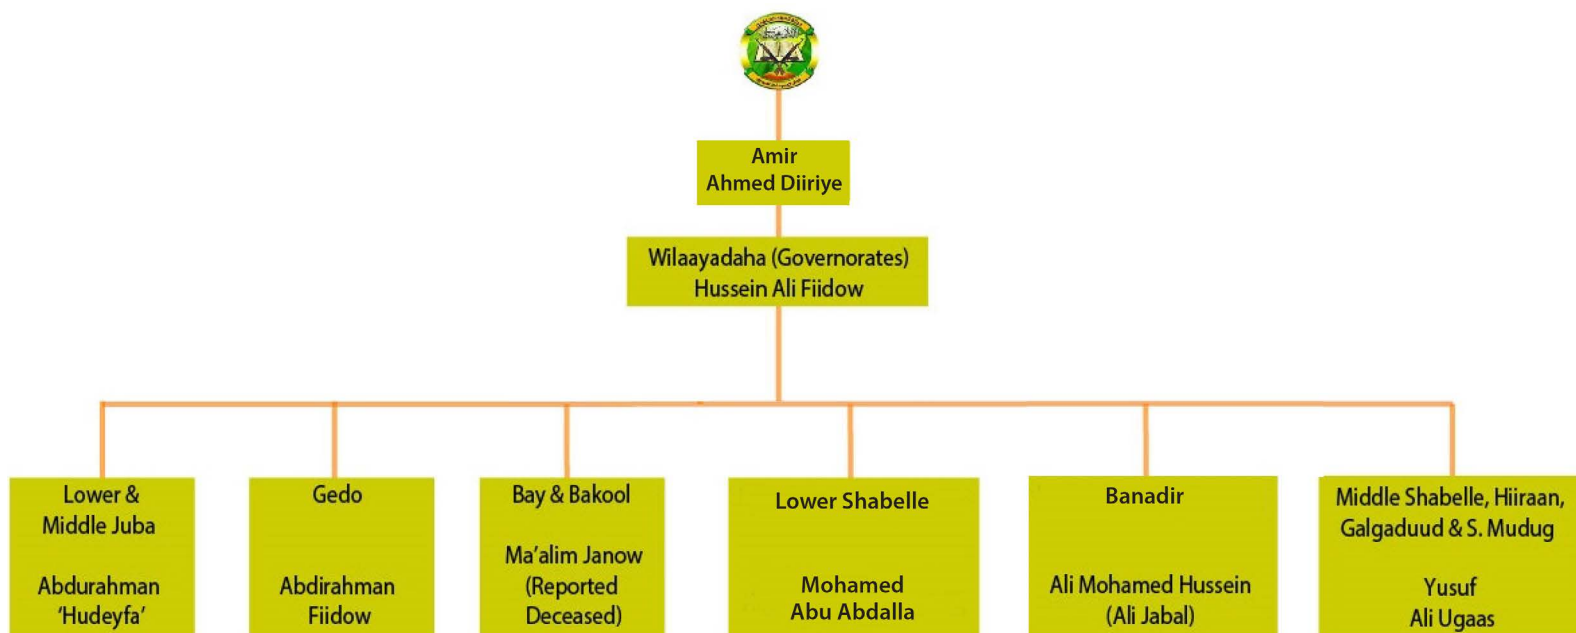 Amir
Ahmed Diiriye
Wilaayadaha (Governorates)
Hussein Ali Fiidow
Lower &
Middle Juba
Abdurahman
‘Hudeyfa’
Gedo
Abdirahman
Fiidow
Bay & Bakool
Ma’alim Janow
(Reported
Deceased)
Lower Shabelle
Mohamed
Abu Abdalla
Banadir
Ali Mohamed Hussein
(Ali Jabal)
Middle Shabelle, Hiiraan,
Galgaduud & S. Mudug
Yusuf
Ali Ugaas